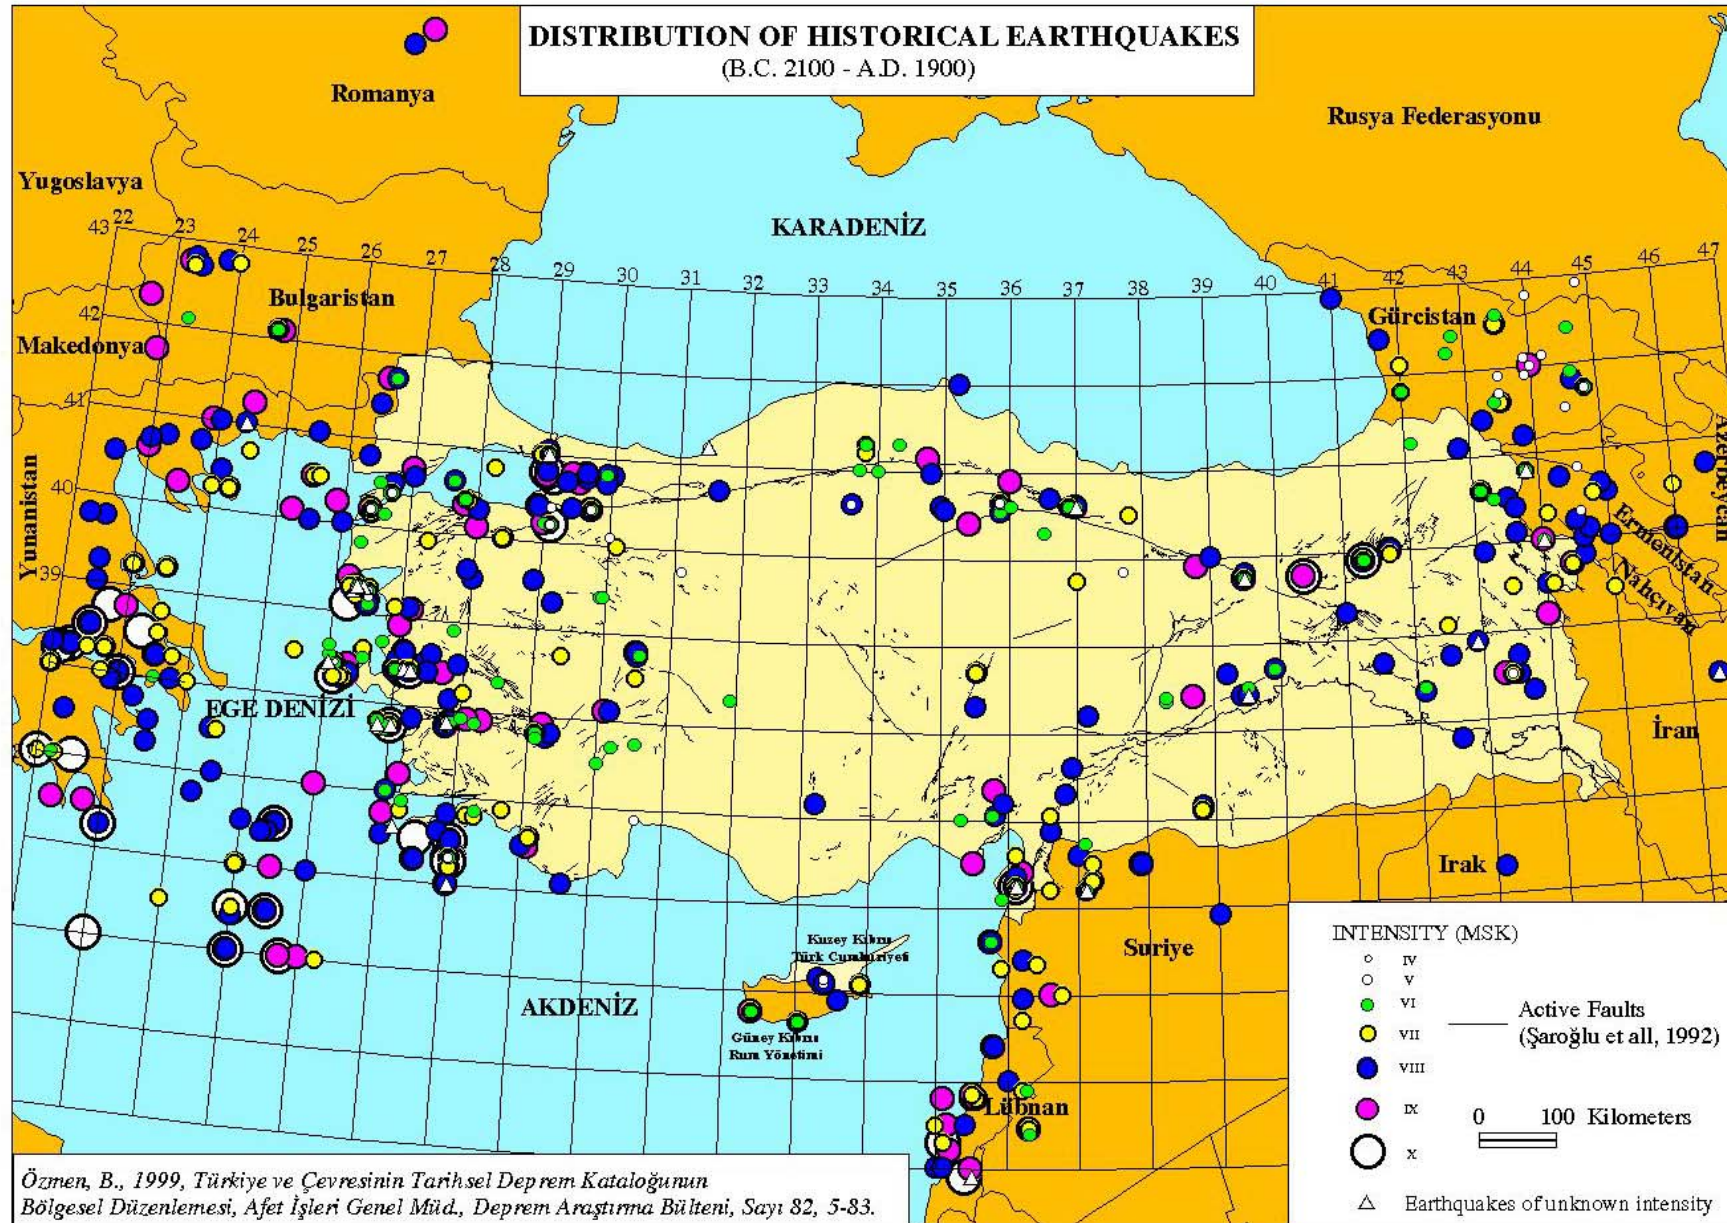 DISTRIBUTION OF HISTORICAL EARTHQUAKES
(B.C. 2100 - A.D. 1900)
Romanya
Rusya Federasyonu
Yugoslavya
KARADENİZ
43 22 23 24 25 26 27 28 29 30 31 32 33 34 35 36 37 38 39 40 41 42 43 44 45 46 47
Bulgaristan
Gürcistan
42
Makedonya
41
Azerbeycan
Yunanistan
40
Ermenistan
39
Nahçıvan
EGE DENİZİ
İran
Irak
Suriye
Kuzey Kıbrıs
Türk Cumhuriyeti
AKDENİZ
Güney Kıbrıs
Rum Yönetimi
Lübnan
INTENSITY (MSK)
IV
V
VI
VII
VIII
IX
X
Active Faults
(Şaroğlu et all, 1992)
0 100 Kilometers
Earthquakes of unknown intensity
Özmen, B., 1999, Türkiye ve Çevresinin Tarihsel Deprem Kataloğunun
Bölgesel Düzenlemesi, Afet İşleri Genel Müd., Deprem Araştırma Bülteni, Sayı 82, 5-83.